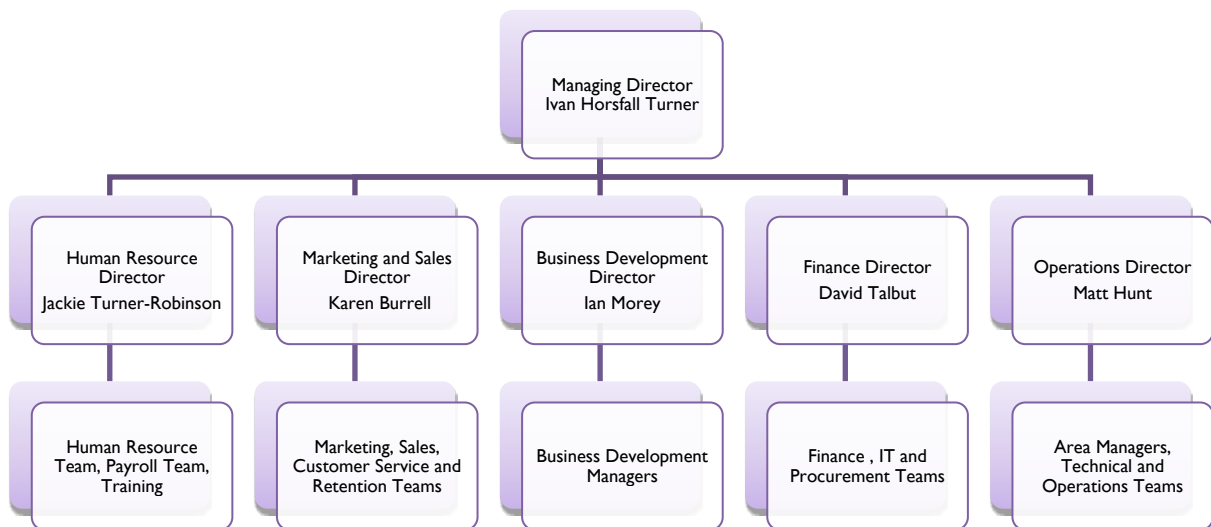 Managing Director
Ivan Horsfall Turner
Human Resource
Director
Jackie Turner-Robinson
Marketing and Sales
Director
Karen Burrell
Business Development
Director
Ian Morey
Finance Director
David Talbut
Operations Director
Matt Hunt
Human Resource
Team, Payroll Team,
Training
Marketing, Sales,
Customer Service and
Retention Teams
Business Development
Managers
Finance , IT and
Procurement Teams
Area Managers,
Technical and
Operations Teams